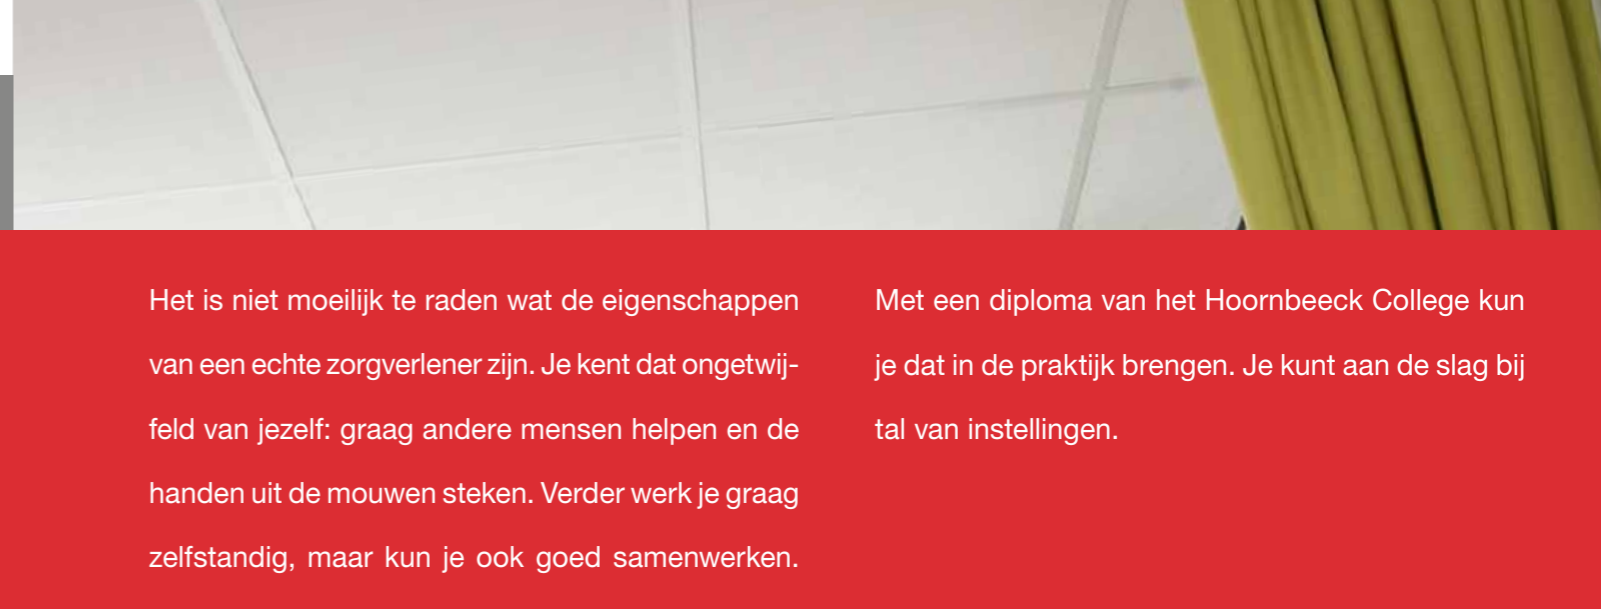 Het is niet moeilijk te raden wat de eigenschappen
van een echte zorgverlener zijn. Je kent dat ongetwij-
feld van jezelf: graag andere mensen helpen en de
handen uit de mouwen steken. Verder werk je graag
zelfstandig, maar kun je ook goed samenwerken.
Met een diploma van het Hoornbeeck College kun
je dat in de praktijk brengen. Je kunt aan de slag bij
tal van instellingen.